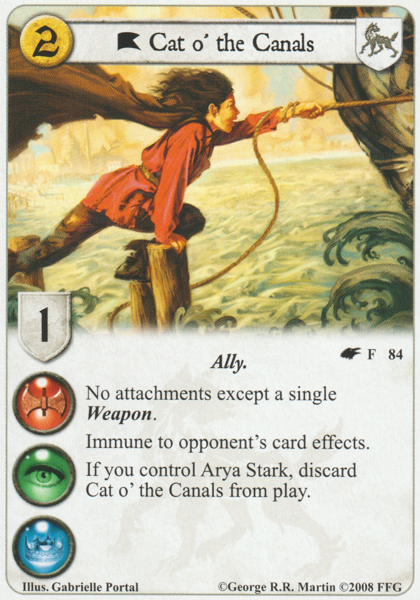 2
Cat o' the Canals
1
Ally.
F 84
No attachments except a single
Weapon.
Immune to opponent's card effects.
If you control Arya Stark, discard
Cat o' the Canals from play.
Illus. Gabrielle Portal
©George R.R. Martin ©2008 FFG